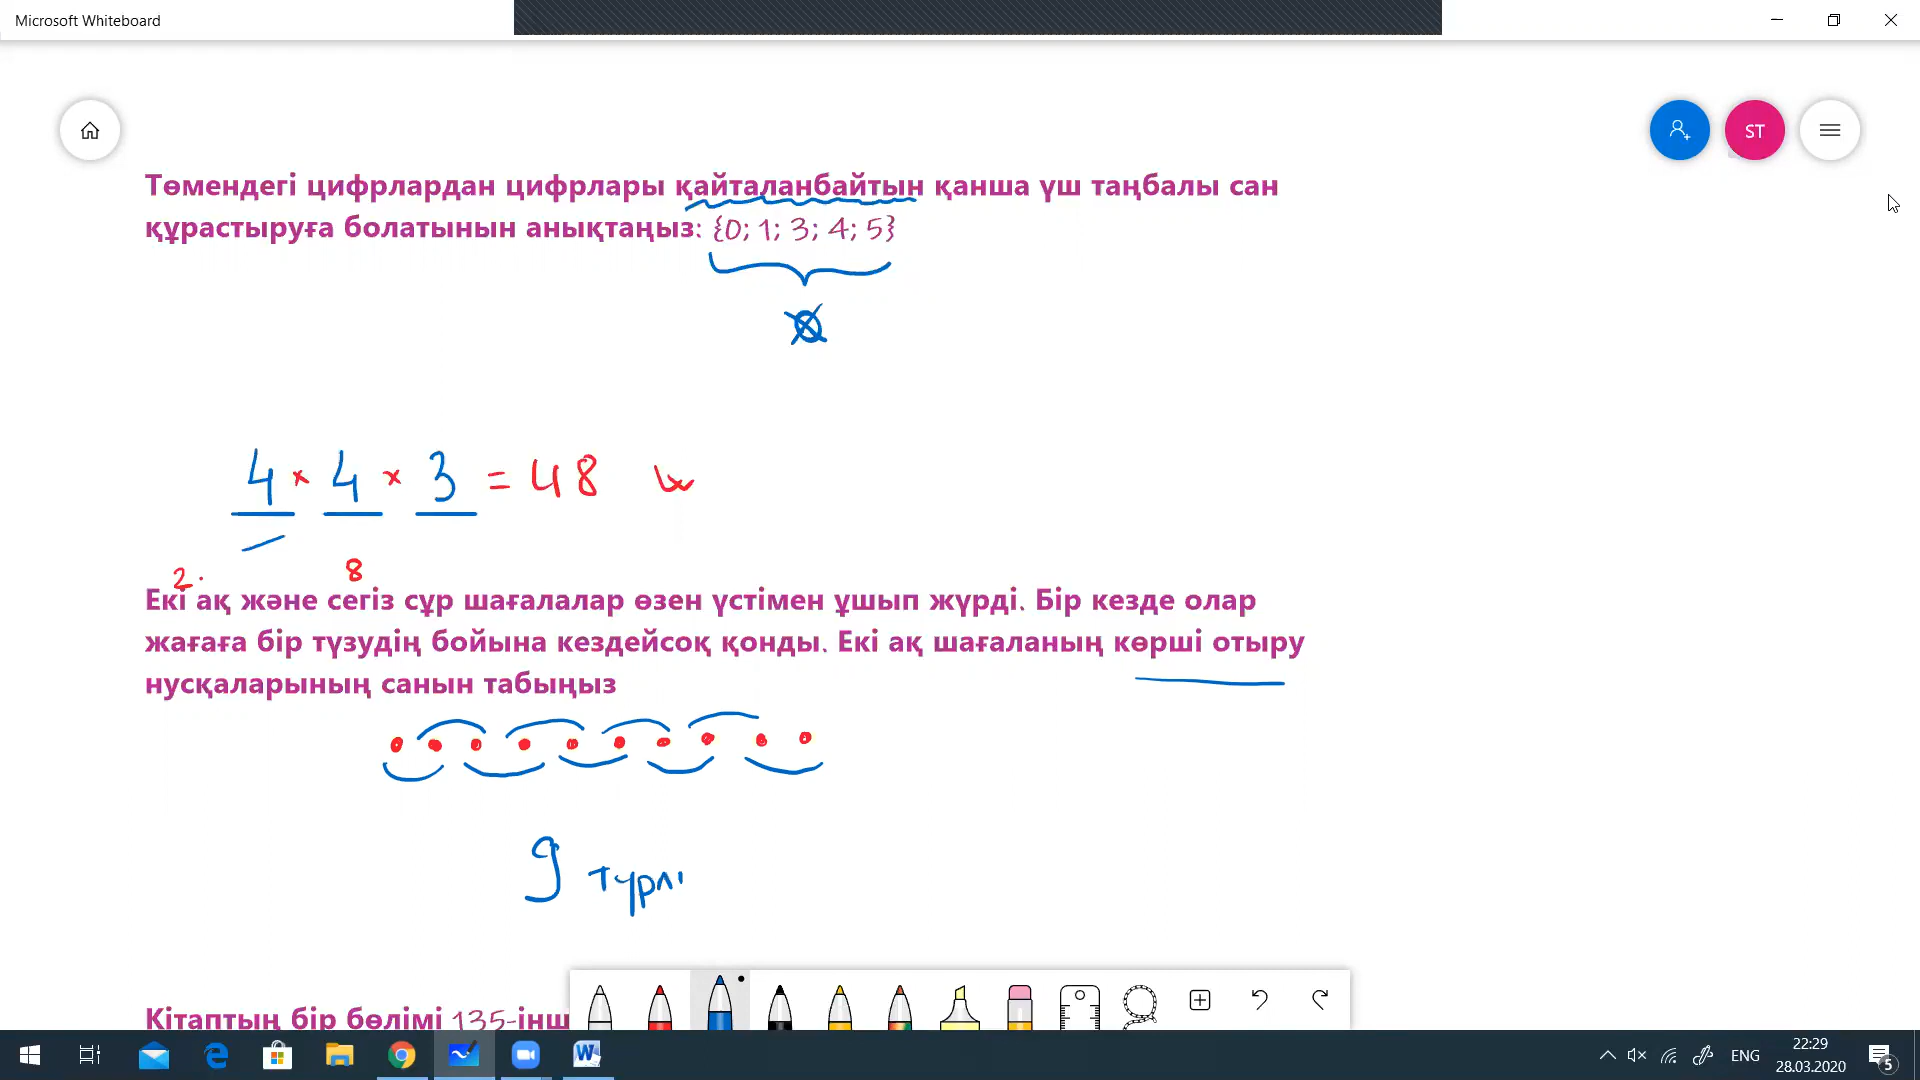 Microsoft Whiteboard
ST
Төмендегі цифрлардан цифрлары қайталанбайтын қанша үш таңбалы сан
құрастыруға болатынын анықтаңыз: {0; 1; 3; 4; 5}
4 × 4 × 3 = 48
2. 8
Екі ақ және сегіз сұр шағалалар өзен үстімен ұшып жүрді. Бір кезде олар
жағаға бір түзудің бойына кездейсоқ қонды. Екі ақ шағаланың көрші отыру
нусқаларының санын табыңыз
9 түрлі
Кітаптың бір бөлімі 135-інш
ENG
22:29
28.03.2020
5